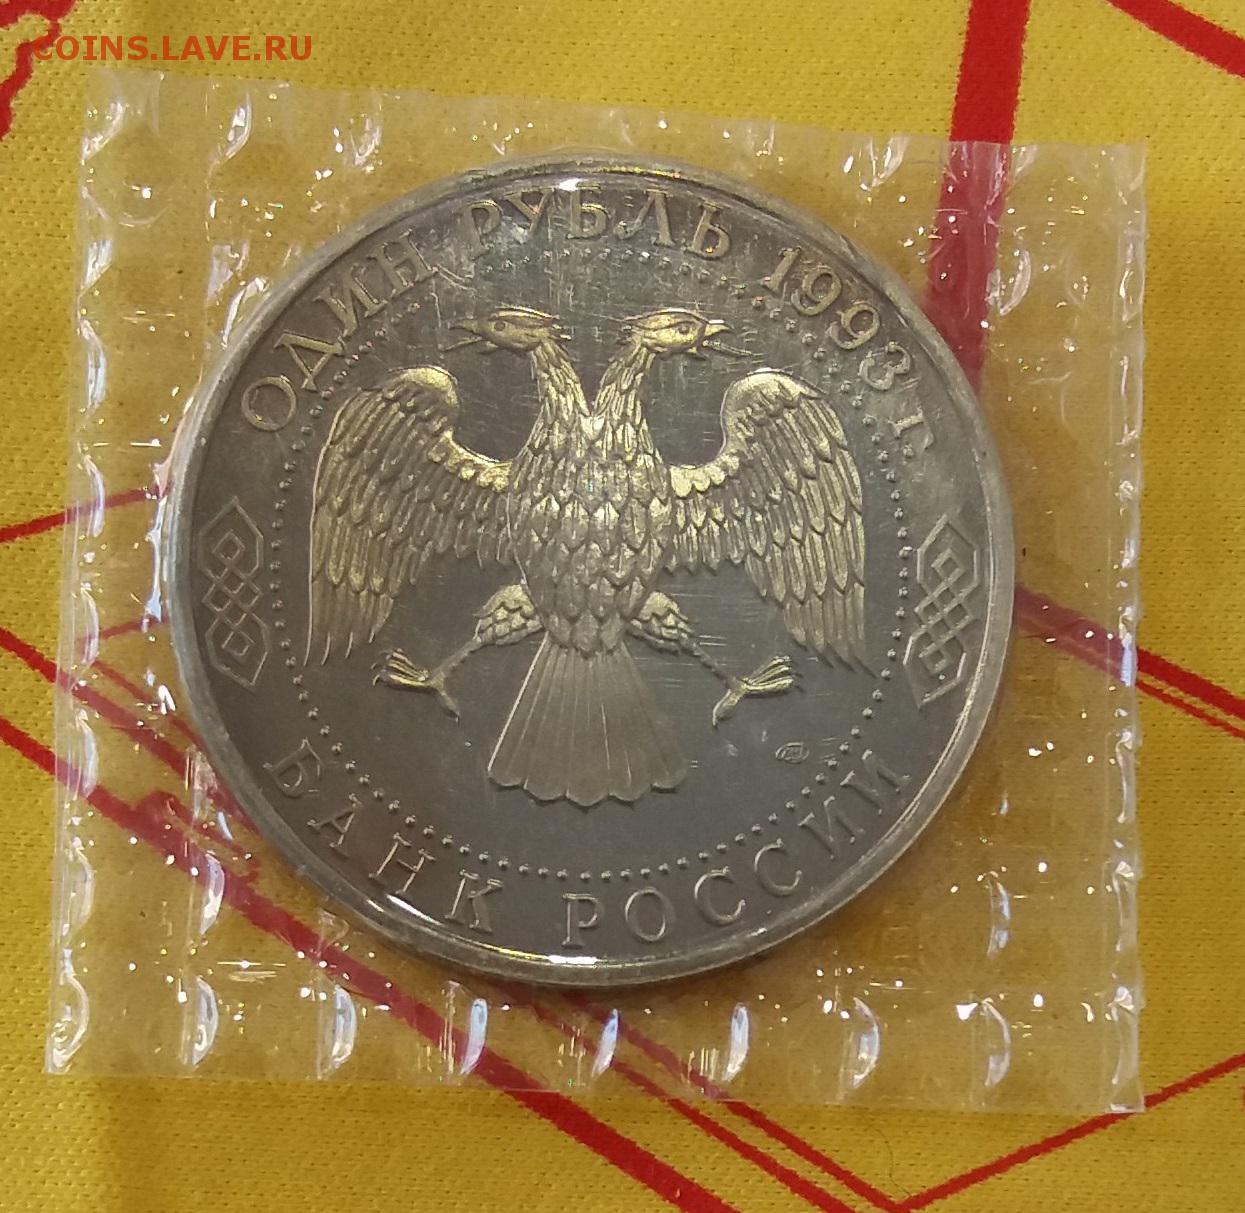 COINS.LAVE.RU
ОДИН РУБЛЬ 1993 г.
БАНК РОССИИ